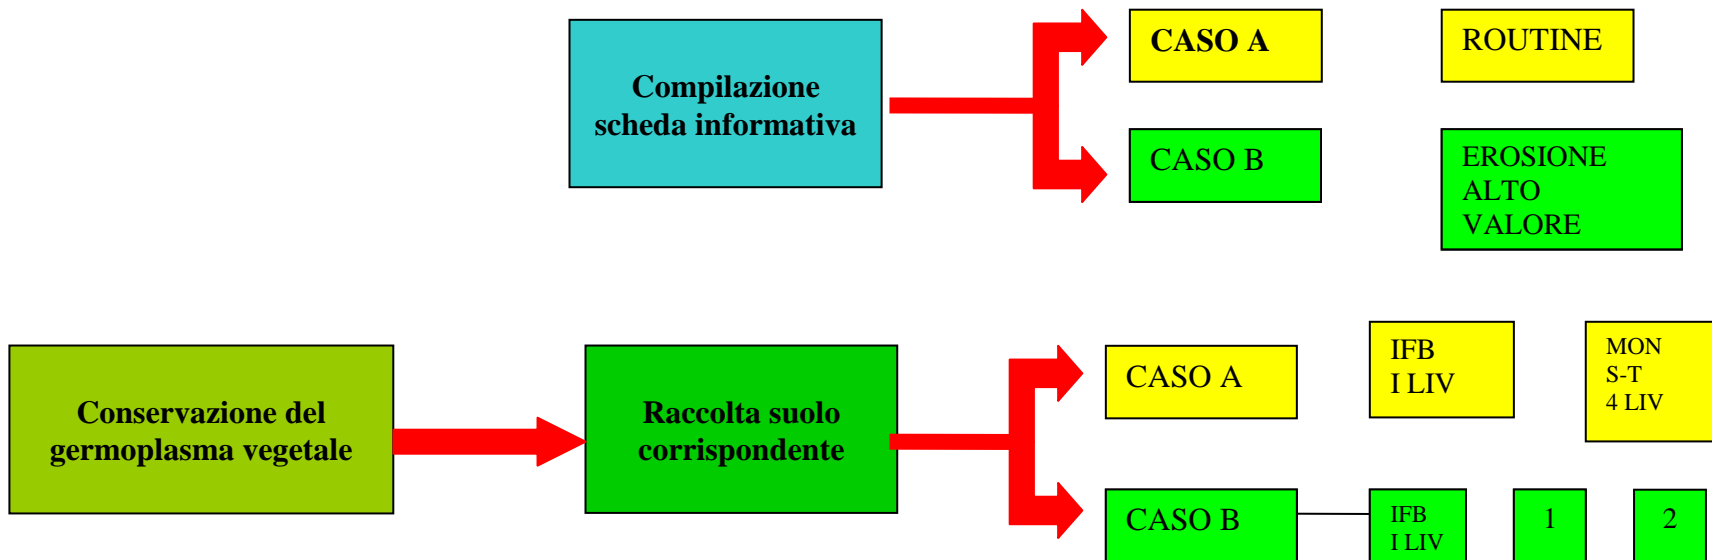 Compilazione
scheda informativa
CASO A
ROUTINE
CASO B
EROSIONE
ALTO
VALORE
Conservazione del
germoplasma vegetale
Raccolta suolo
corrispondente
CASO A
IFB
I LIV
MON
S-T
4 LIV
CASO B
IFB
I LIV
1
2